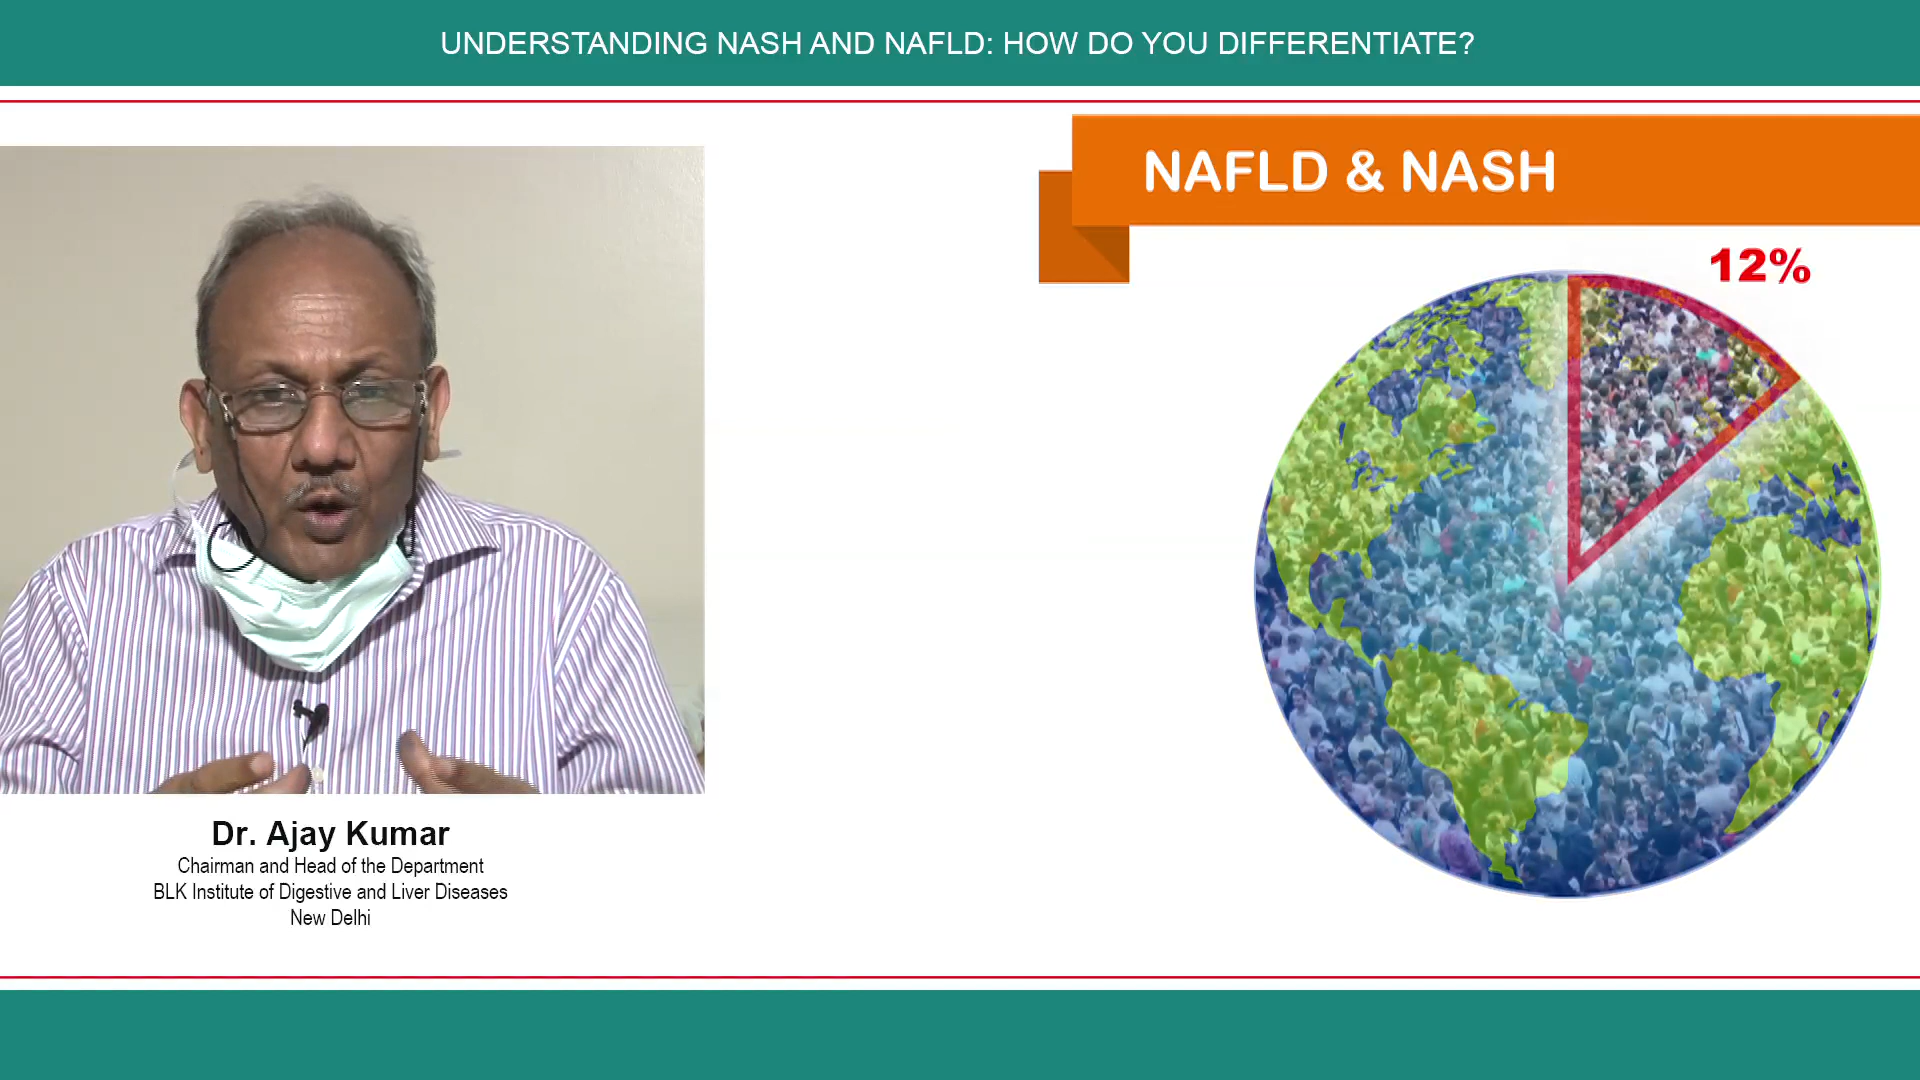 UNDERSTANDING NASH AND NAFLD: HOW DO YOU DIFFERENTIATE?
NAFLD & NASH
12%
Dr. Ajay Kumar
Chairman and Head of the Department
BLK Institute of Digestive and Liver Diseases
New Delhi